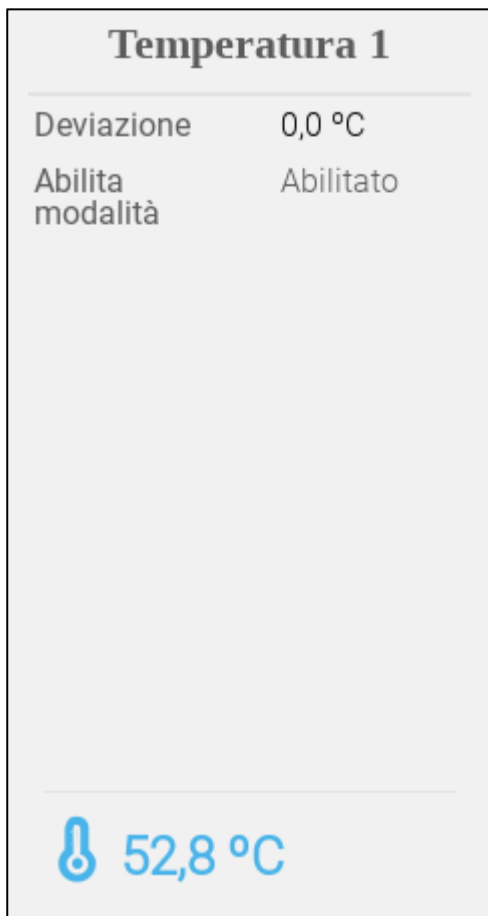 Temperatura 1
Deviazione 0,0 ºC
Abilita Abilitato
modalità
52,8 ºC